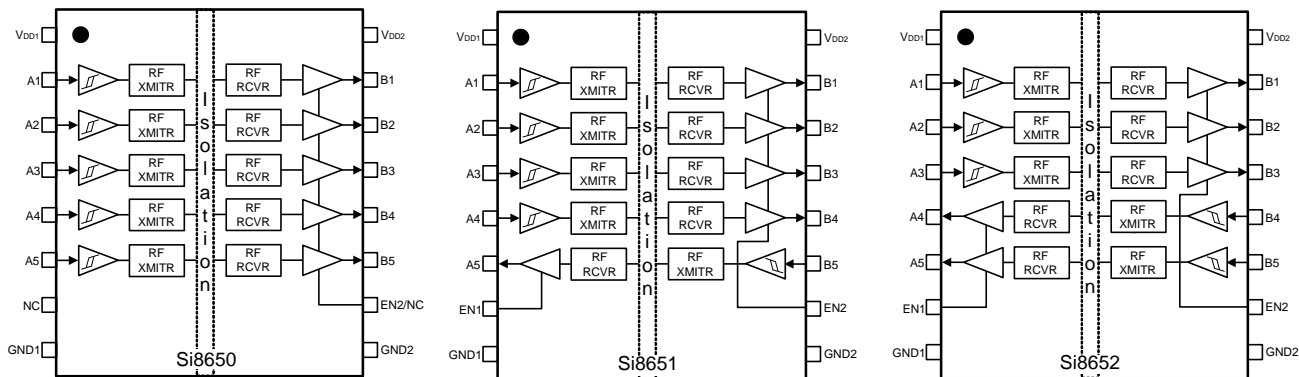 VDD1
VDD2
A1
RF XMITR
RF RCVR
B1
A2
RF XMITR
RF RCVR
B2
A3
RF XMITR
RF RCVR
B3
A4
RF XMITR
RF RCVR
B4
A5
RF XMITR
RF RCVR
B5
NC
EN2/NC
GND1
GND2
Isolation
Si8650
VDD1
VDD2
A1
RF XMITR
RF RCVR
B1
A2
RF XMITR
RF RCVR
B2
A3
RF XMITR
RF RCVR
B3
A4
RF XMITR
RF RCVR
B4
A5
RF RCVR
RF XMITR
B5
EN1
EN2
GND1
GND2
Isolation
Si8651
VDD1
VDD2
A1
RF XMITR
RF RCVR
B1
A2
RF XMITR
RF RCVR
B2
A3
RF XMITR
RF RCVR
B3
A4
RF RCVR
RF XMITR
B4
A5
RF RCVR
RF XMITR
B5
EN1
EN2
GND1
GND2
Isolation
Si8652